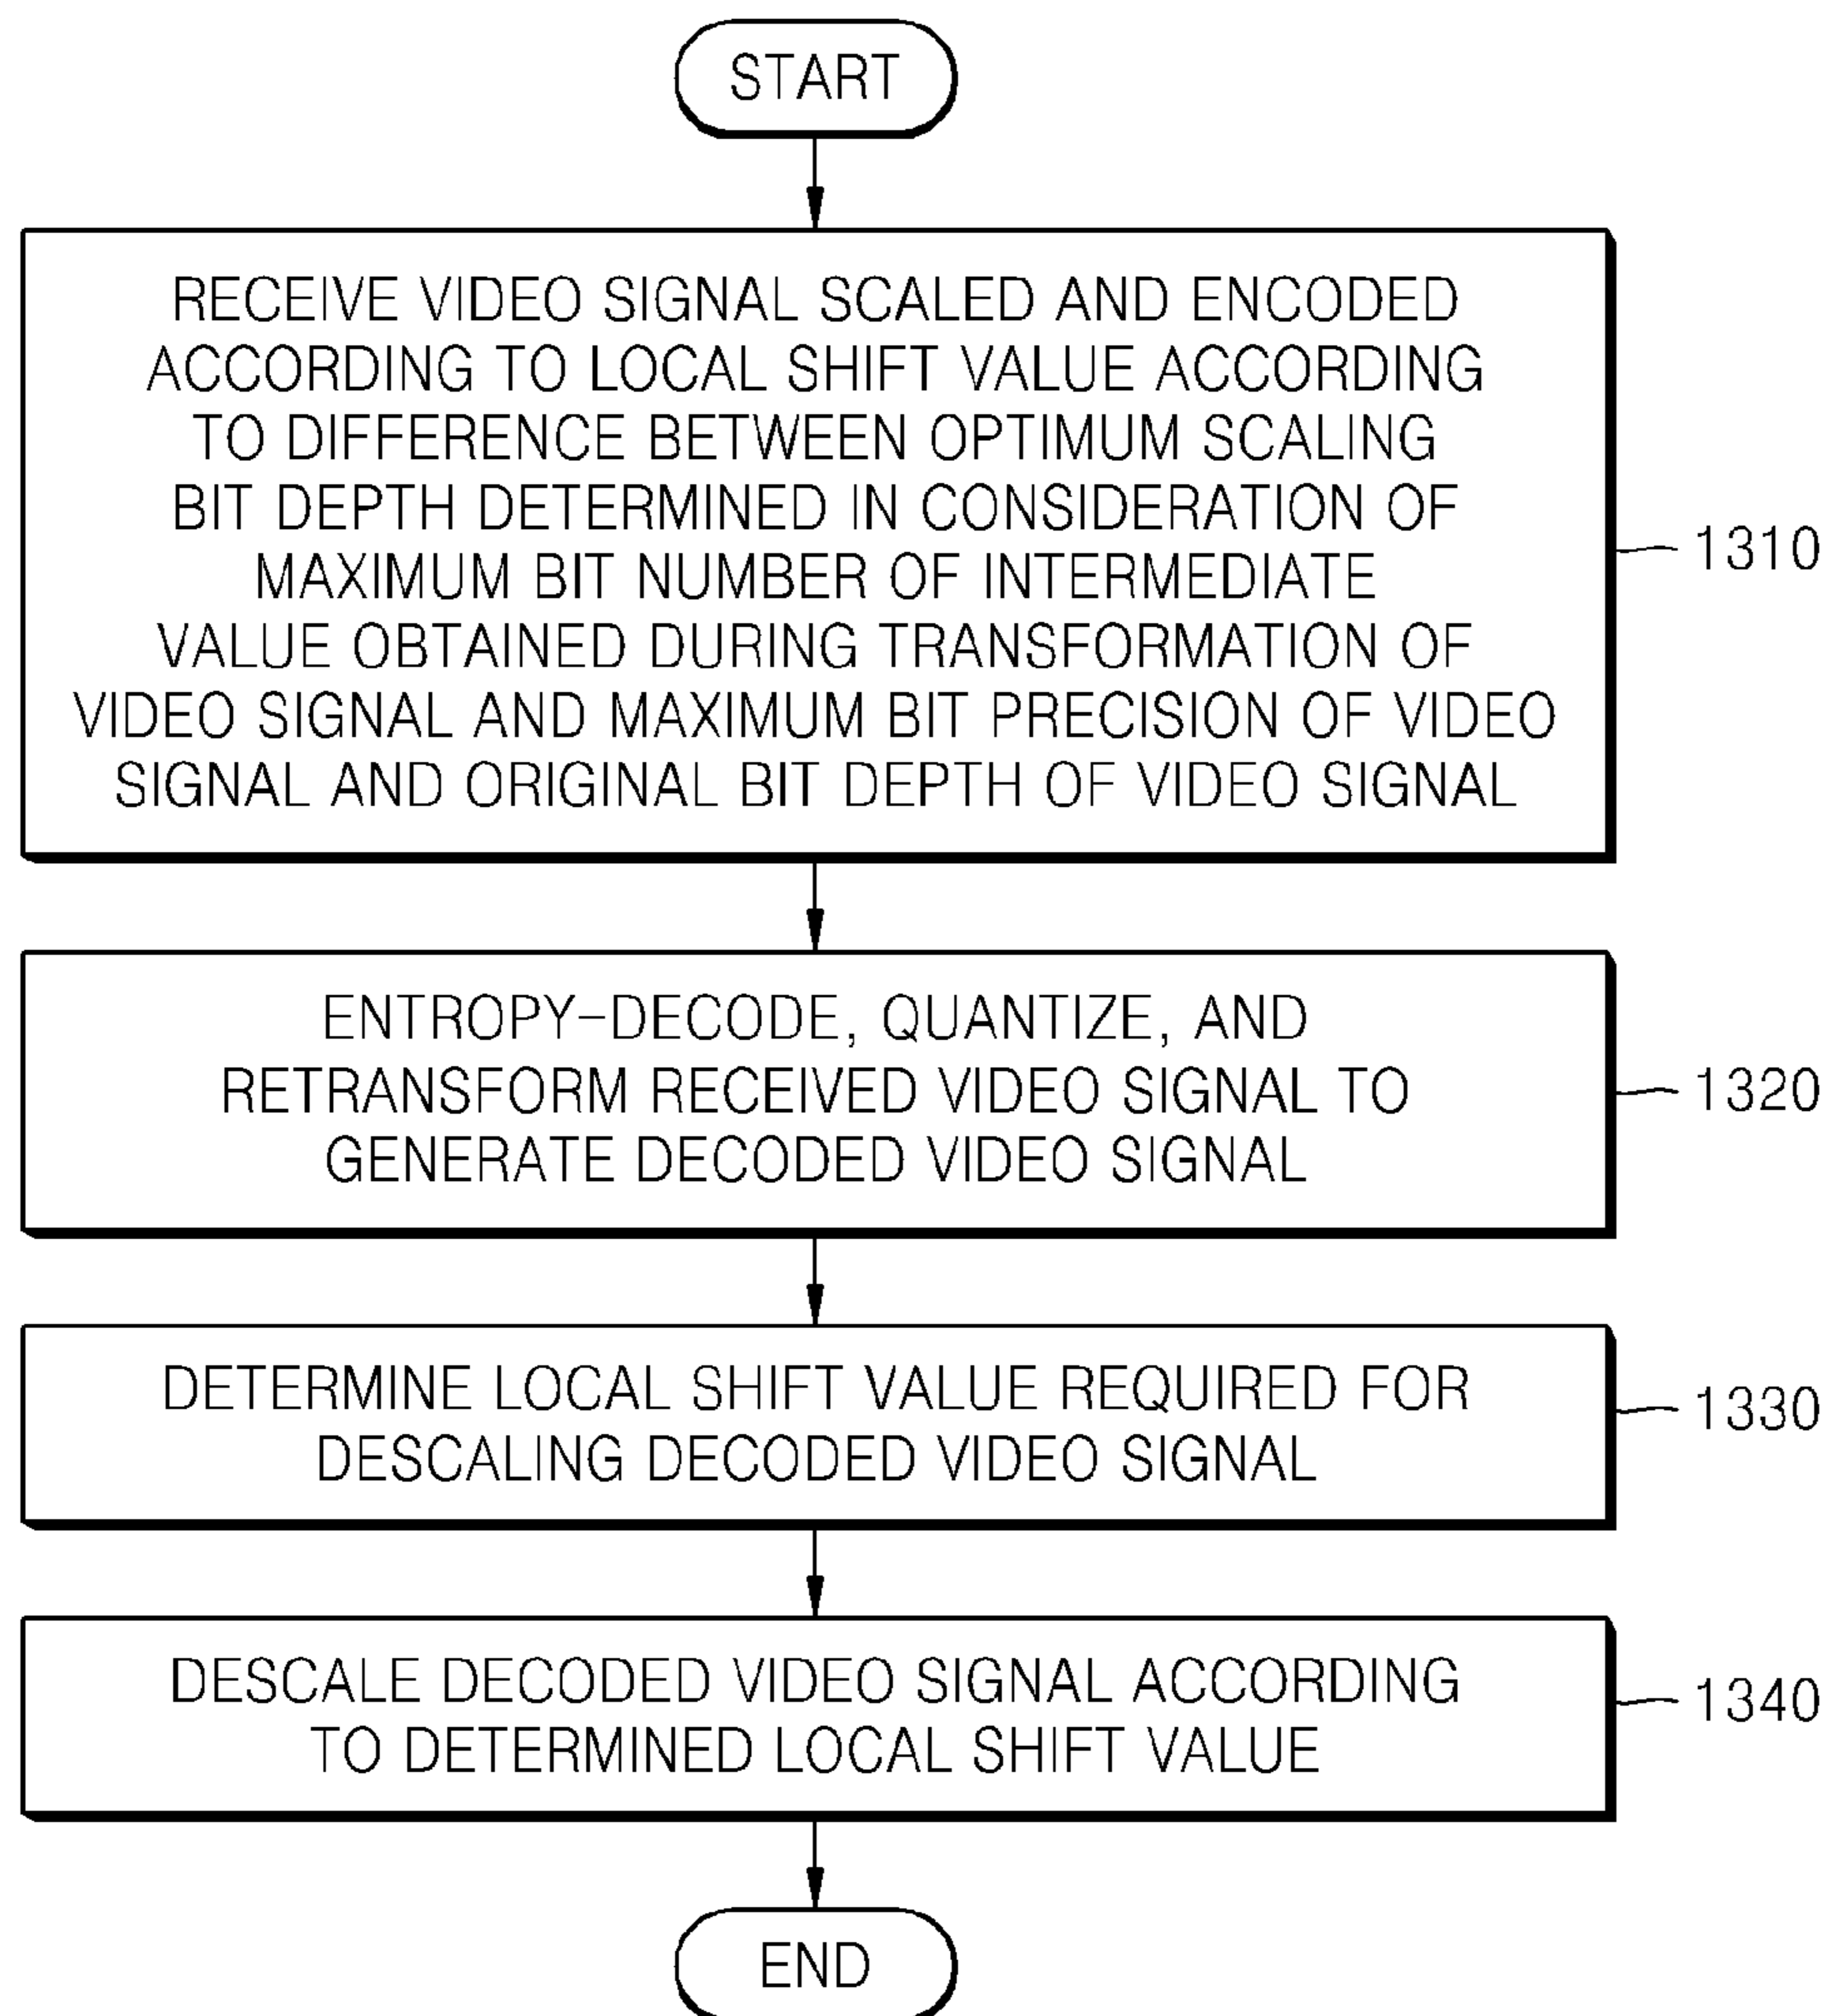 START
RECEIVE VIDEO SIGNAL SCALED AND ENCODED
ACCORDING TO LOCAL SHIFT VALUE ACCORDING
TO DIFFERENCE BETWEEN OPTIMUM SCALING
BIT DEPTH DETERMINED IN CONSIDERATION OF
MAXIMUM BIT NUMBER OF INTERMEDIATE
VALUE OBTAINED DURING TRANSFORMATION OF
VIDEO SIGNAL AND MAXIMUM BIT PRECISION OF VIDEO
SIGNAL AND ORIGINAL BIT DEPTH OF VIDEO SIGNAL
1310
ENTROPY-DECODE, QUANTIZE, AND
RETRANSFORM RECEIVED VIDEO SIGNAL TO
GENERATE DECODED VIDEO SIGNAL
1320
DETERMINE LOCAL SHIFT VALUE REQUIRED FOR
DESCALING DECODED VIDEO SIGNAL
1330
DESCALE DECODED VIDEO SIGNAL ACCORDING
TO DETERMINED LOCAL SHIFT VALUE
1340
END